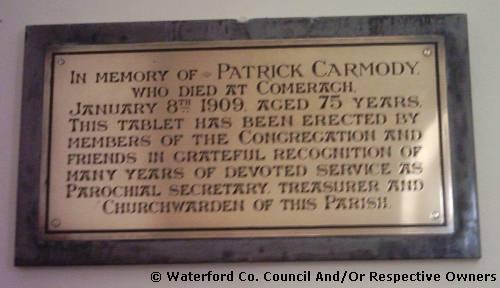 IN MEMORY OF PATRICK CARMODY,
WHO DIED AT COMERAGH,
JANUARY 8TH 1909, AGED 75 YEARS.
THIS TABLET HAS BEEN ERECTED BY
MEMBERS OF THE CONGREGATION AND
FRIENDS IN GRATEFUL RECOGNITION OF
MANY YEARS OF DEVOTED SERVICE AS
PAROCHIAL SECRETARY, TREASURER AND
CHURCHWARDEN OF THIS PARISH.
© Waterford Co. Council And/Or Respective Owners